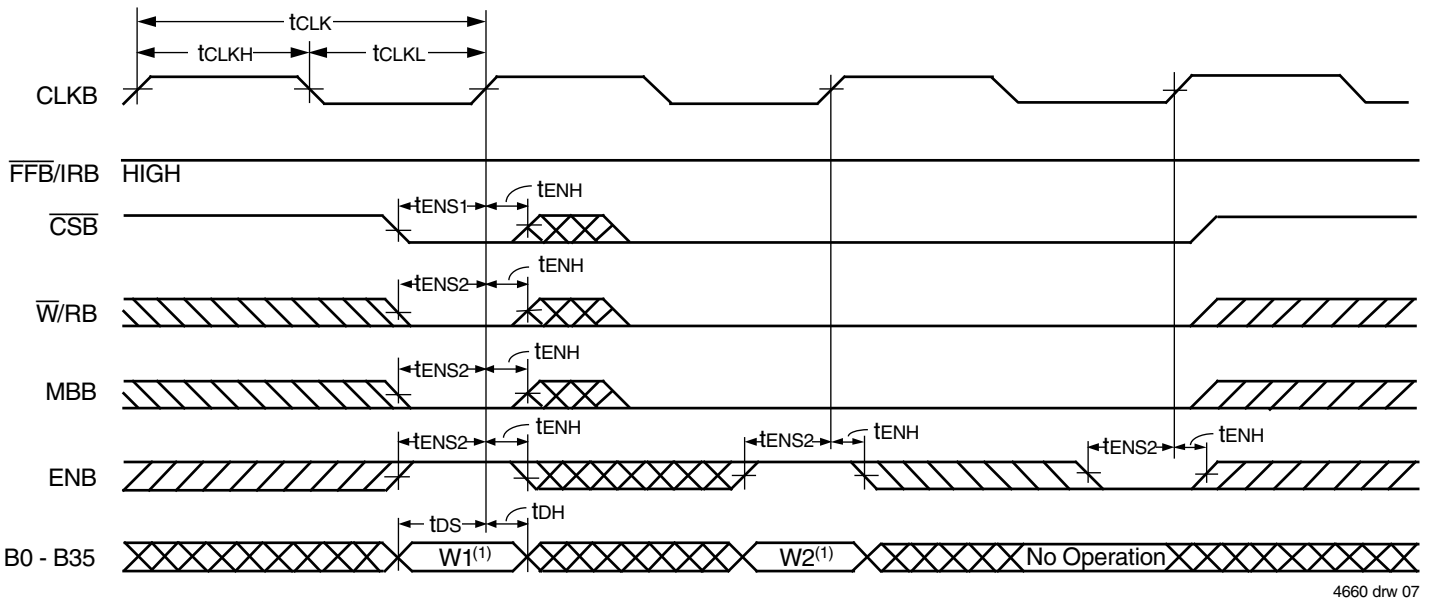 tCLK
tCLKH tCLKL
CLKB
FFB/IRB HIGH
tENS1 tENH
CSB
tENS2 tENH
W/RB
tENS2 tENH
MBB
tENS2 tENH tENS2 tENH tENS2 tENH
ENB
tDS tDH
B0 - B35 W1(1) W2(1) No Operation
4660 drw 07